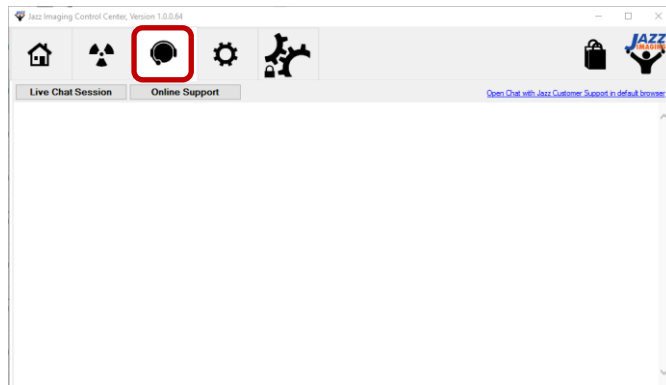 Jazz Imaging Control Center, Version 1.0.0.64
JAZZ
IMAGING
Live Chat Session
Online Support
Open Chat with Jazz Customer Support in default browser